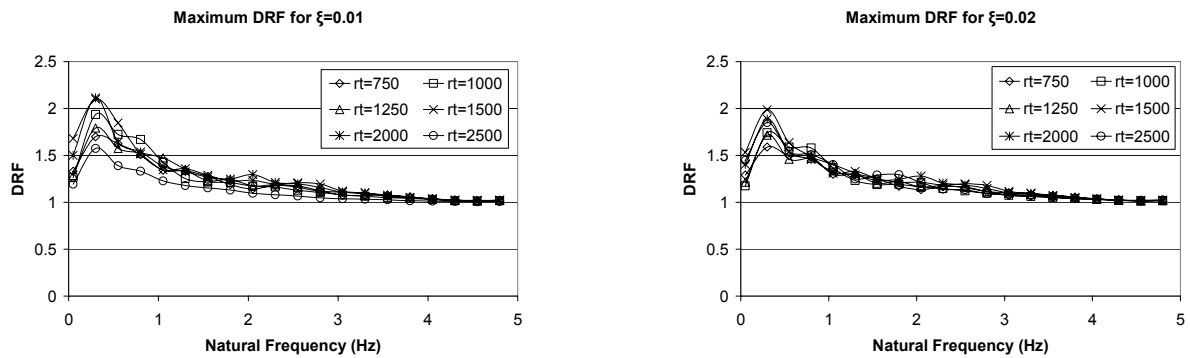 Maximum DRF for ξ=0.01
2.5
2
1.5
1
0.5
0
DRF
rt=750 rt=1000
rt=1250 rt=1500
rt=2000 rt=2500
0 1 2 3 4 5
Natural Frequency (Hz)
Maximum DRF for ξ=0.02
2.5
2
1.5
1
0.5
0
DRF
rt=750 rt=1000
rt=1250 rt=1500
rt=2000 rt=2500
0 1 2 3 4 5
Natural Frequency (Hz)